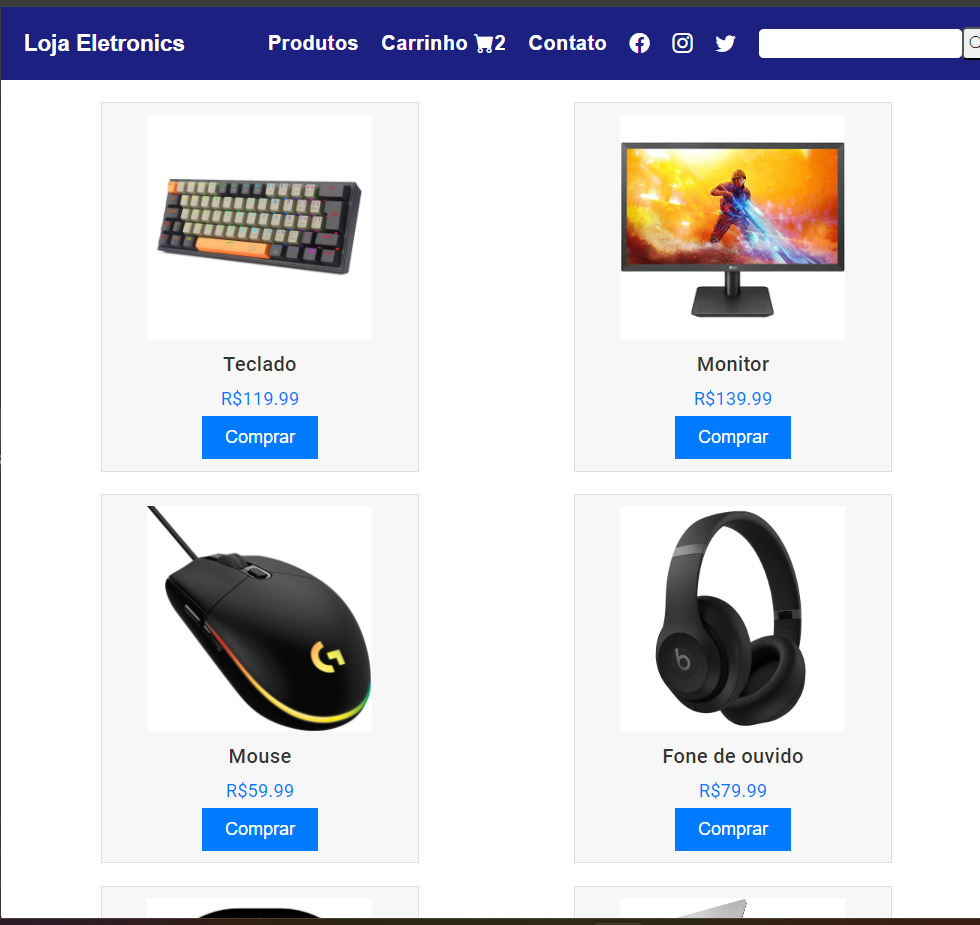 Loja Eletronics
Produtos Carrinho 2 Contato
LG
Teclado
Monitor
R$119.99
R$139.99
Comprar
Comprar
Mouse
Fone de ouvido
R$59.99
R$79.99
Comprar
Comprar